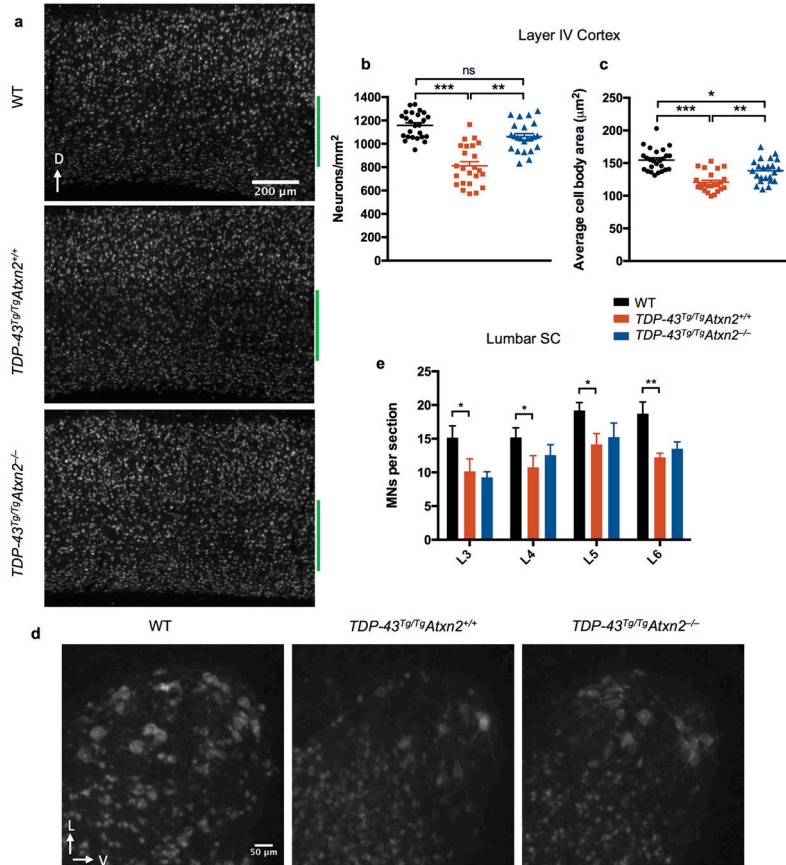 a
WT
D
200 µm
TDP-43Tg/TgAtxn2+/+
TDP-43Tg/TgAtxn2–/–
Layer IV Cortex
b
ns
***
**
Neurons/mm2
1400
1200
1000
800
600
400
200
0
c
*
***
**
Average cell body area (µm2)
250
200
150
100
50
0
WT
TDP-43Tg/TgAtxn2+/+
TDP-43Tg/TgAtxn2–/–
Lumbar SC
e
*
*
*
**
MNs per section
25
20
15
10
5
0
L3
L4
L5
L6
d
WT
TDP-43Tg/TgAtxn2+/+
TDP-43Tg/TgAtxn2–/–
L
V
50 µm